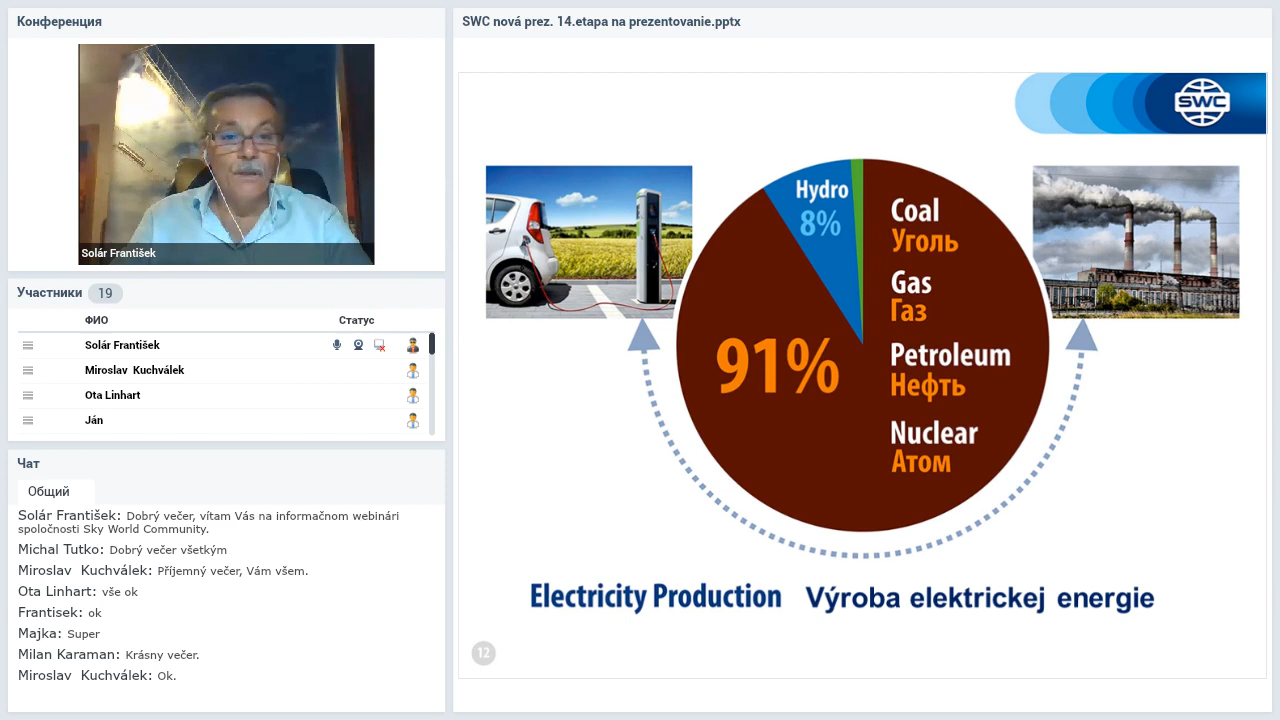 Конференция
Solár František
Участники 19
ФИО Статус
Solár František
Miroslav Kuchválek
Ota Linhart
Ján
Чат
Общий
Solár František: Dobrý večer, vítam Vás na informačnom webinári
spoločnosti Sky World Community.
Michal Tutko: Dobrý večer všetkým
Miroslav Kuchválek: Příjemný večer, Vám všem.
Ota Linhart: vše ok
Frantisek: ok
Majka: Super
Milan Karaman: Krásny večer.
Miroslav Kuchválek: Ok.
SWC nová prez. 14.etapa na prezentovanie.pptx
SWC
Hydro
8%
91%
Coal
Уголь
Gas
Газ
Petroleum
Нефть
Nuclear
Атом
Electricity Production Výroba elektrickej energie
12